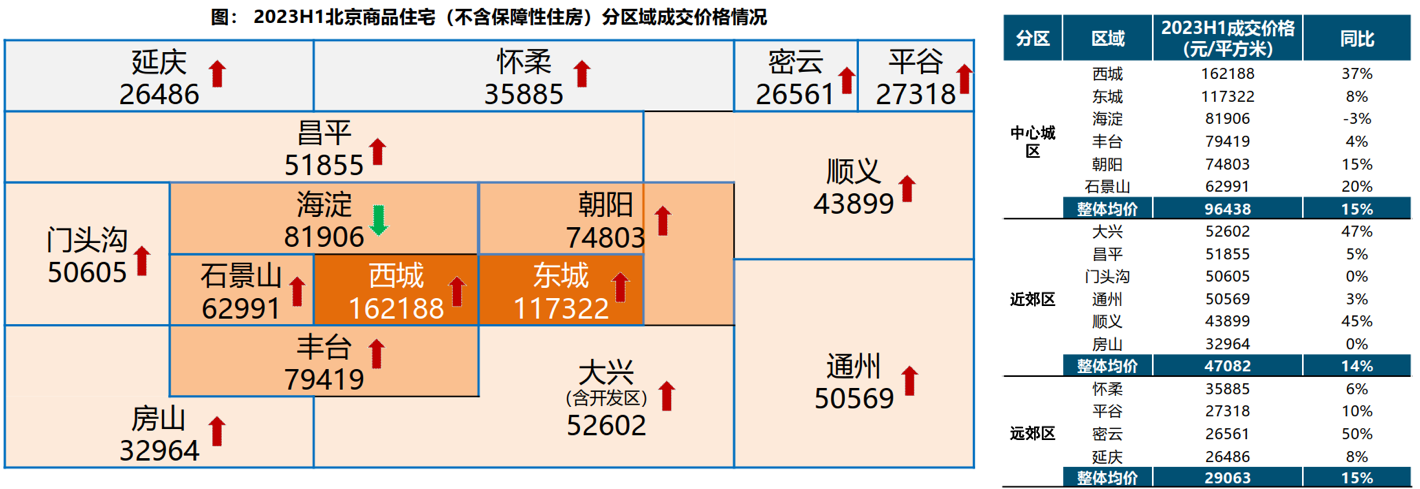 图： 2023H1北京商品住宅（不含保障性住房）分区域成交价格情况
延庆
26486
怀柔
35885
密云
26561
平谷
27318
昌平
51855
顺义
43899
海淀
81906
朝阳
74803
门头沟
50605
石景山
62991
西城
162188
东城
117322
丰台
79419
大兴
(含开发区)
52602
通州
50569
房山
32964
分区 区域 2023H1成交价格（元/平方米） 同比
中心城区
西城 162188 37%
东城 117322 8%
海淀 81906 -3%
丰台 79419 4%
朝阳 74803 15%
石景山 62991 20%
整体均价 96438 15%
近郊区
大兴 52602 47%
昌平 51855 5%
门头沟 50605 0%
通州 50569 3%
顺义 43899 45%
房山 32964 0%
整体均价 47082 14%
远郊区
怀柔 35885 6%
平谷 27318 10%
密云 26561 50%
延庆 26486 8%
整体均价 29063 15%